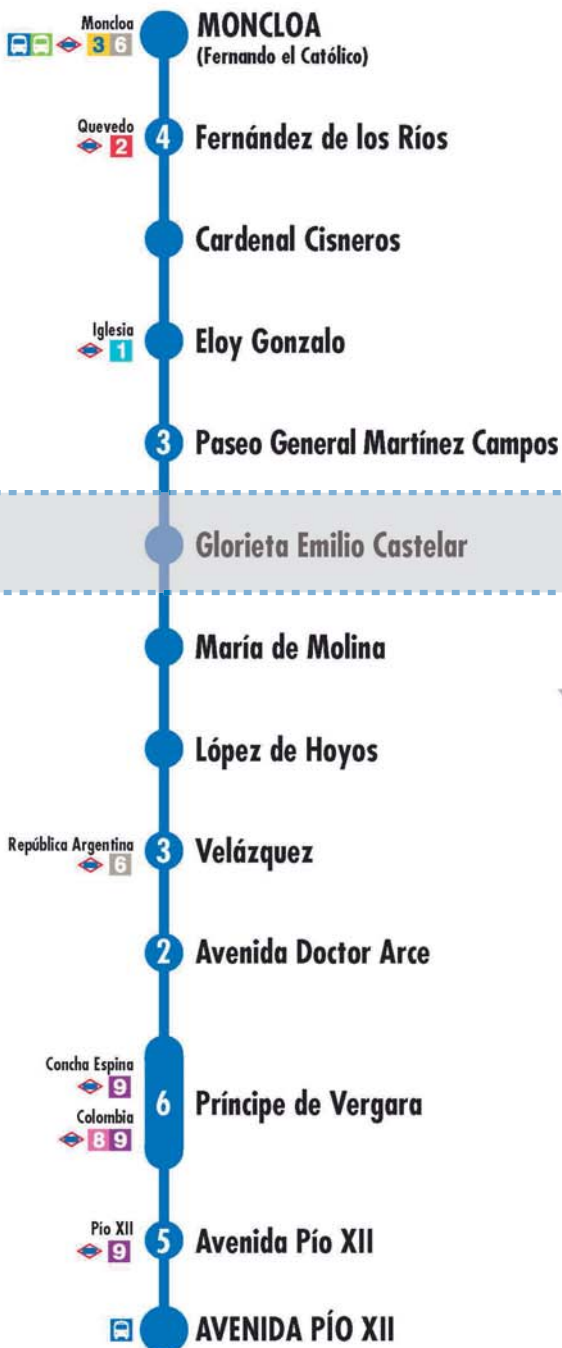 Moncloa
3 6
MONCLOA
(Fernando el Católico)
Quevedo
2
4
Fernández de los Ríos
Cardenal Cisneros
Iglesia
1
Eloy Gonzalo
3
Paseo General Martínez Campos
Glorieta Emilio Castelar
María de Molina
López de Hoyos
República Argentina
6
3
Velázquez
2
Avenida Doctor Arce
Concha Espina
9
Colombia
8 9
6
Príncipe de Vergara
Pío XII
9
5
Avenida Pío XII
AVENIDA PÍO XII